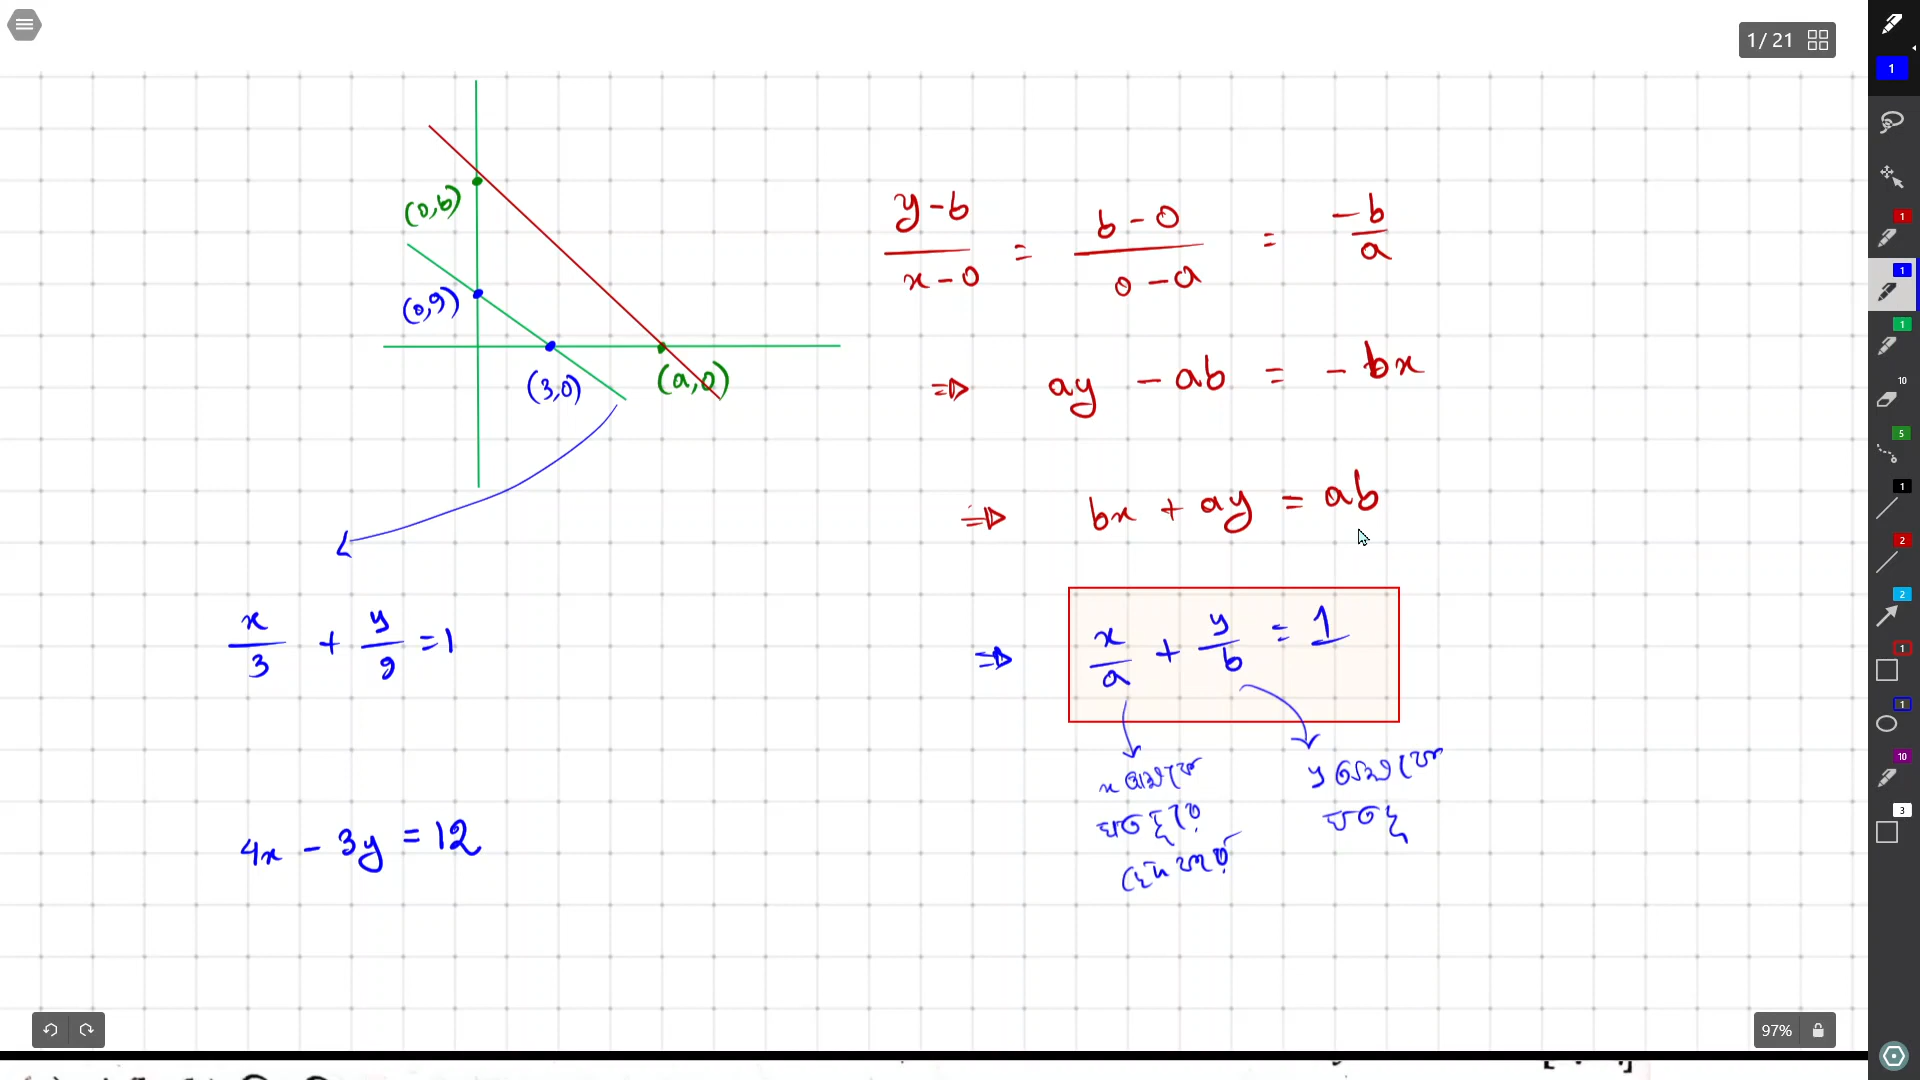 1/ 21
(0,b)
(0,9)
(3,0)
(a,0)
y-b / x-0 = b-0 / 0-a = -b / a
⇒ ay - ab = -bx
⇒ bx + ay = ab
⇒ x/a + y/b = 1
x/3 + y/9 = 1
4x - 3y = 12
97%